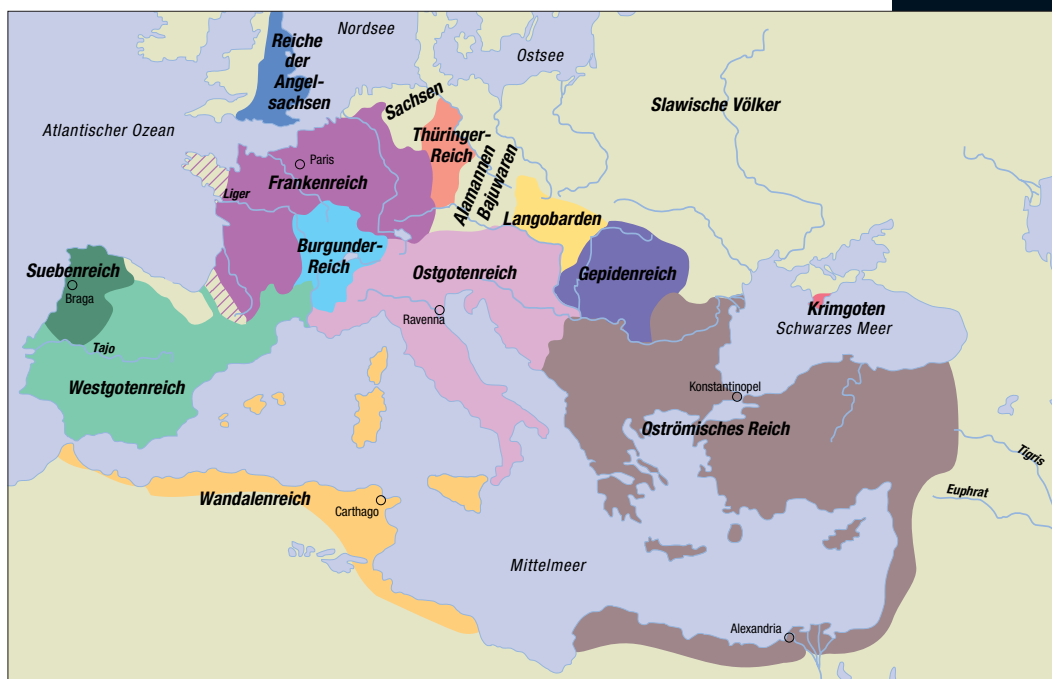 Nordsee
Reiche
der
Angel-
sachsen
Ostsee
Sachsen
Slawische Völker
Atlantischer Ozean
Thüringer-
Reich
Paris
Frankenreich
Alamannen
Bajuwaren
Liger
Langobarden
Burgunder-
Reich
Suebenreich
Braga
Ostgotenreich
Gepidenreich
Krimgoten
Schwarzes Meer
Ravenna
Tajo
Westgotenreich
Konstantinopel
Oströmisches Reich
Tigris
Euphrat
Wandalenreich
Carthago
Mittelmeer
Alexandria